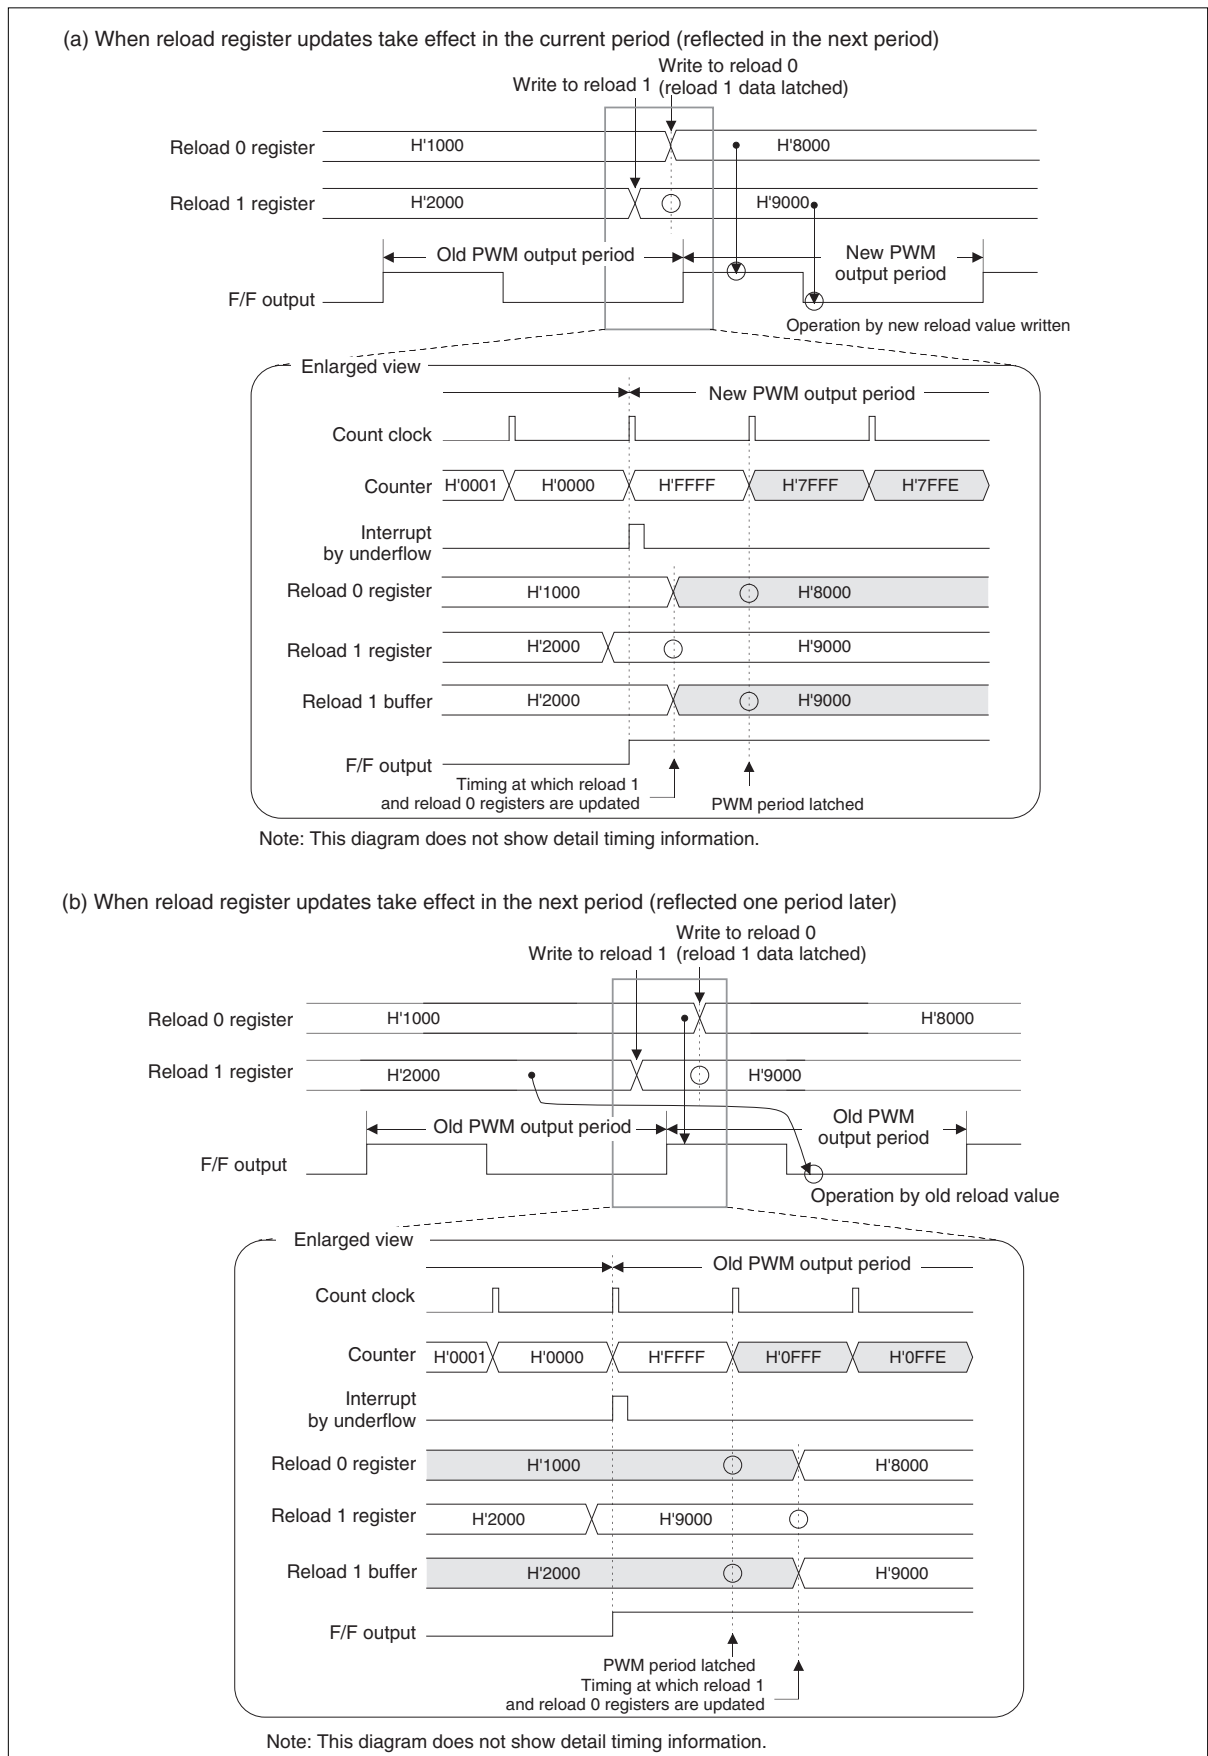 (a) When reload register updates take effect in the current period (reflected in the next period)
Write to reload 0
Write to reload 1 (reload 1 data latched)
Reload 0 register H'1000 H'8000
Reload 1 register H'2000 H'9000
Old PWM output period New PWM
output period
F/F output
Operation by new reload value written
Enlarged view
New PWM output period
Count clock
Counter H'0001 H'0000 H'FFFF H'7FFF H'7FFE
Interrupt
by underflow
Reload 0 register H'1000 H'8000
Reload 1 register H'2000 H'9000
Reload 1 buffer H'2000 H'9000
F/F output
Timing at which reload 1
and reload 0 registers are updated PWM period latched
Note: This diagram does not show detail timing information.
(b) When reload register updates take effect in the next period (reflected one period later)
Write to reload 0
Write to reload 1 (reload 1 data latched)
Reload 0 register H'1000 H'8000
Reload 1 register H'2000 H'9000
Old PWM output period Old PWM
output period
F/F output
Operation by old reload value
Enlarged view
Old PWM output period
Count clock
Counter H'0001 H'0000 H'FFFF H'0FFF H'0FFE
Interrupt
by underflow
Reload 0 register H'1000 H'8000
Reload 1 register H'2000 H'9000
Reload 1 buffer H'2000 H'9000
F/F output
PWM period latched
Timing at which reload 1
and reload 0 registers are updated
Note: This diagram does not show detail timing information.